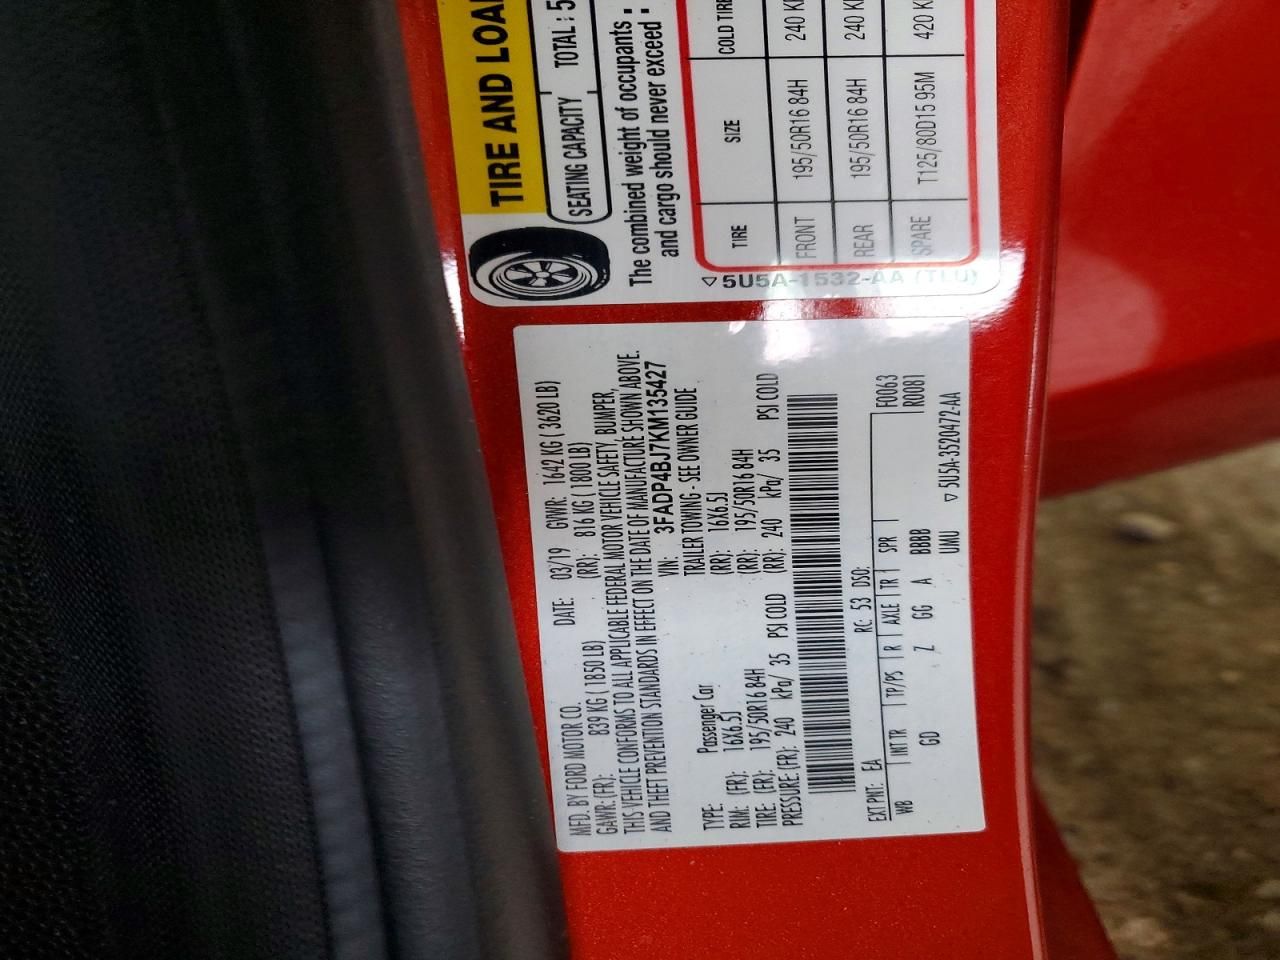 TIRE AND LOA
SEATING CAPACITY TOTAL : 5
The combined weight of occupants
and cargo should never exceed :
TIRE SIZE COLD TIRE
FRONT 195/50R16 84H 240 K
REAR 195/50R16 84H 240 K
SPARE T125/80D15 95M 420 K
5U5A-1532-AA (TLU)
MFD. BY FORD MOTOR CO. DATE: 03/19 GVWR: 1642 KG ( 3620 LB)
GAWR: (FR): 839 KG ( 1850 LB) (RR): 816 KG ( 1800 LB)
THIS VEHICLE CONFORMS TO ALL APPLICABLE FEDERAL MOTOR VEHICLE SAFETY, BUMPER,
AND THEFT PREVENTION STANDARDS IN EFFECT ON THE DATE OF MANUFACTURE SHOWN ABOVE.
VIN: 3FADP4BJ7KM135427
TYPE: Passenger Car TRAILER TOWING - SEE OWNER GUIDE
RIM: (FR): 16X6.5J (RR): 16X6.5J
TIRE: (FR): 195/50R16 84H (RR): 195/50R16 84H
PRESSURE (FR): 240 kPa/ 35 PSI COLD (RR): 240 kPa/ 35 PSI COLD
EXT PNT: EA RC: 53 DSO: F0063
WB INT TR TP/PS R AXLE TR SPR R0081
GD Z GG A BBBB
UMU 5U5A-3520472-AA